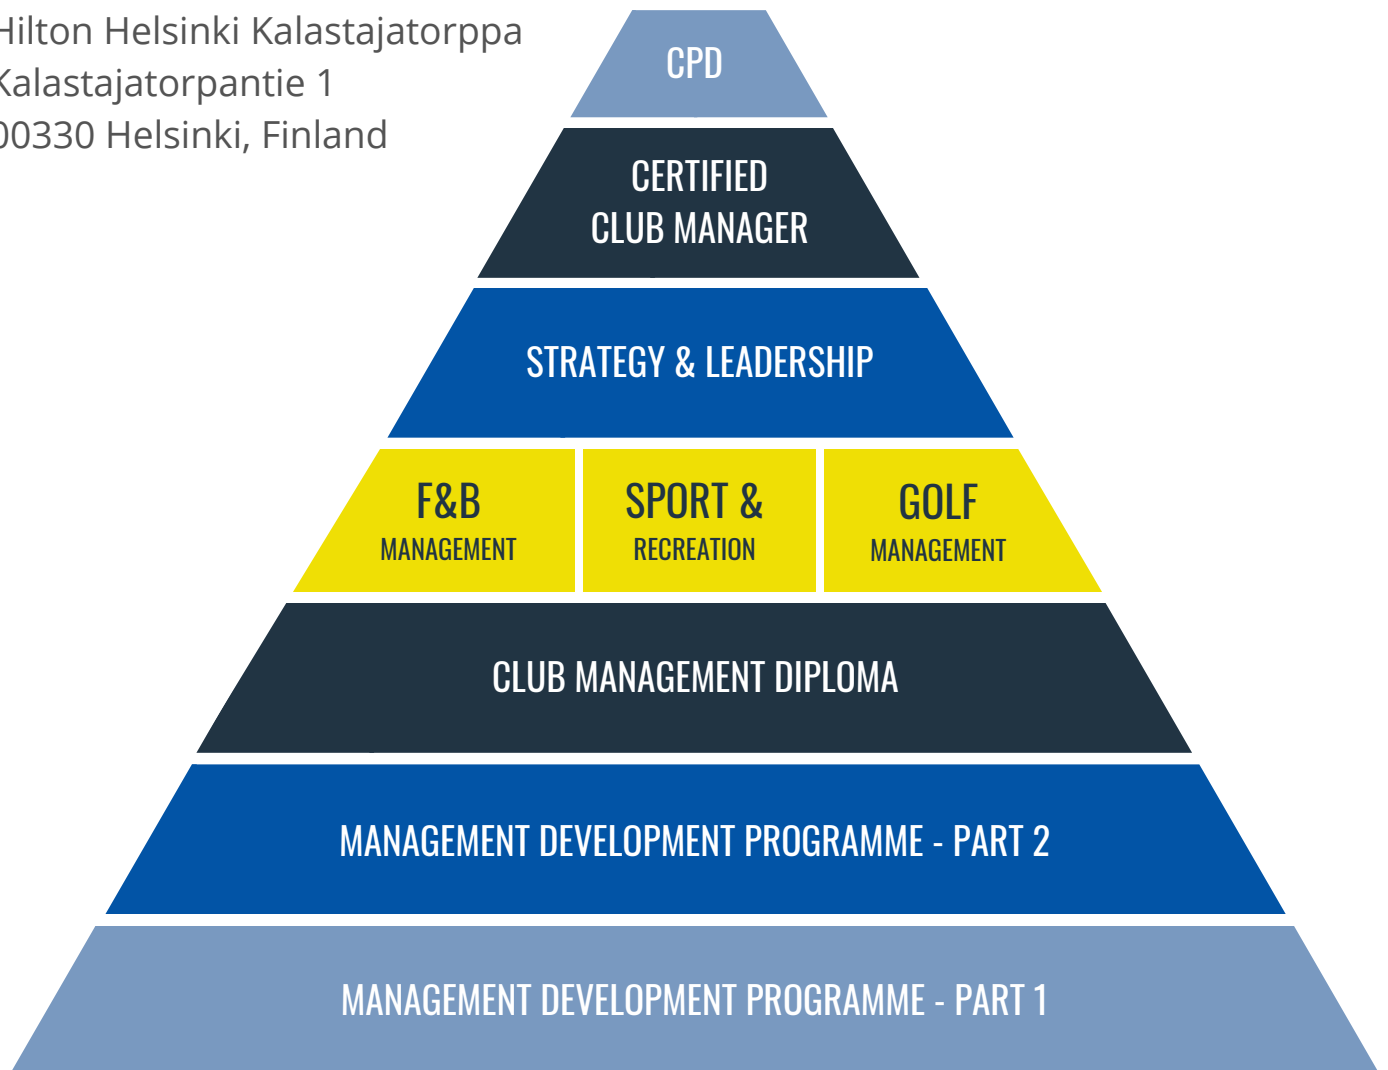 Hilton Helsinki Kalastajatorppa
Kalastajatorpantie 1
00330 Helsinki, Finland
CPD
CERTIFIED
CLUB MANAGER
STRATEGY & LEADERSHIP
F&B
MANAGEMENT
SPORT &
RECREATION
GOLF
MANAGEMENT
CLUB MANAGEMENT DIPLOMA
MANAGEMENT DEVELOPMENT PROGRAMME - PART 2
MANAGEMENT DEVELOPMENT PROGRAMME - PART 1